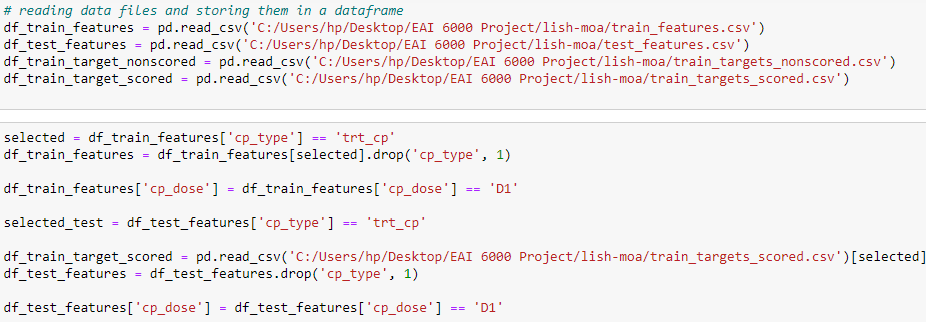 # reading data files and storing them in a dataframe
df_train_features = pd.read_csv('C:/Users/hp/Desktop/EAI 6000 Project/lish-moa/train_features.csv')
df_test_features = pd.read_csv('C:/Users/hp/Desktop/EAI 6000 Project/lish-moa/test_features.csv')
df_train_target_nonscored = pd.read_csv('C:/Users/hp/Desktop/EAI 6000 Project/lish-moa/train_targets_nonscored.csv')
df_train_target_scored = pd.read_csv('C:/Users/hp/Desktop/EAI 6000 Project/lish-moa/train_targets_scored.csv')
selected = df_train_features['cp_type'] == 'trt_cp'
df_train_features = df_train_features[selected].drop('cp_type', 1)
df_train_features['cp_dose'] = df_train_features['cp_dose'] == 'D1'
selected_test = df_test_features['cp_type'] == 'trt_cp'
df_train_target_scored = pd.read_csv('C:/Users/hp/Desktop/EAI 6000 Project/lish-moa/train_targets_scored.csv')[selected]
df_test_features = df_test_features.drop('cp_type', 1)
df_test_features['cp_dose'] = df_test_features['cp_dose'] == 'D1'